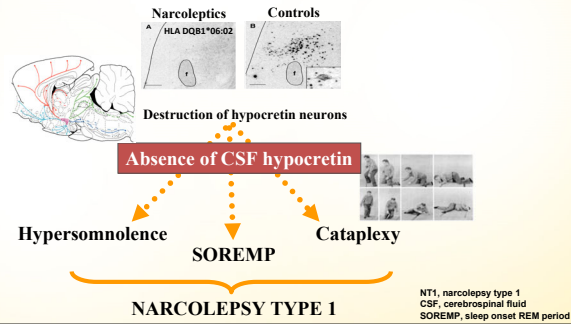 Narcoleptics
Controls
A
HLA DQB1*06:02
B
f
f
Destruction of hypocretin neurons
Absence of CSF hypocretin
Hypersomnolence
SOREMP
Cataplexy
NARCOLEPSY TYPE 1
NT1, narcolepsy type 1
CSF, cerebrospinal fluid
SOREMP, sleep onset REM period